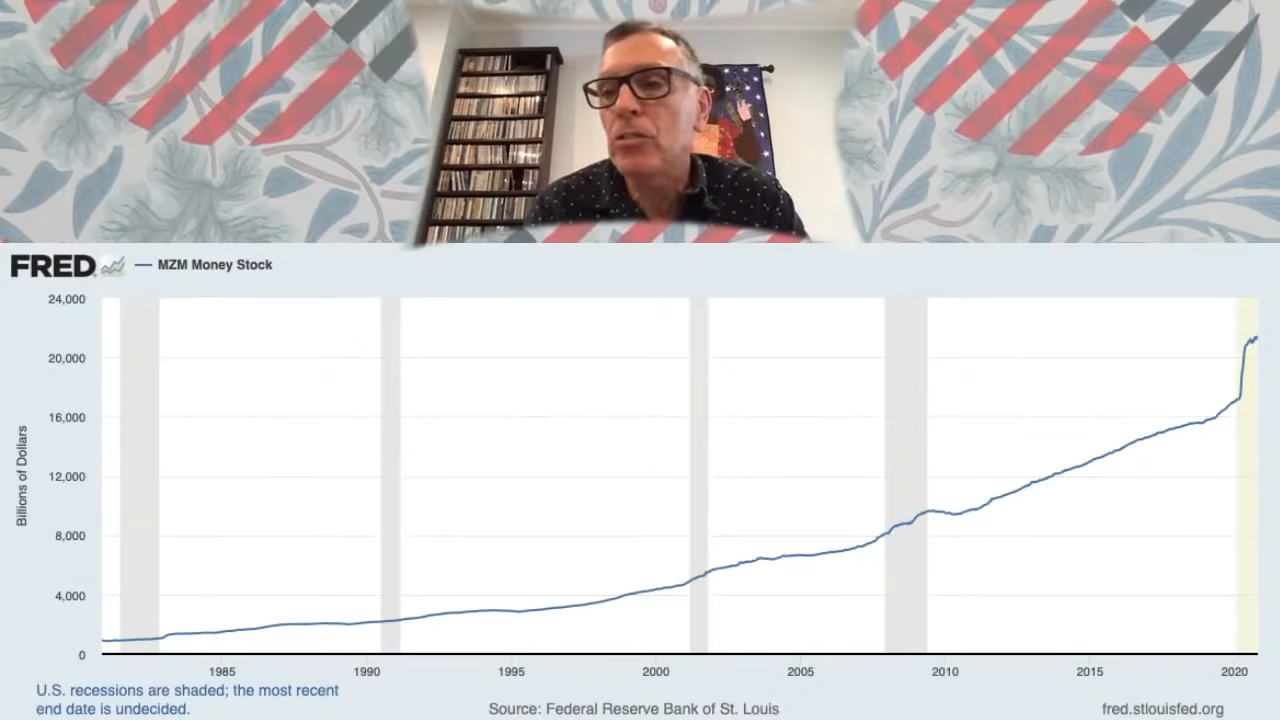 FRED
MZM Money Stock
24,000
20,000
16,000
12,000
8,000
4,000
0
Billions of Dollars
1985 1990 1995 2000 2005 2010 2015 2020
U.S. recessions are shaded; the most recent
end date is undecided.
Source: Federal Reserve Bank of St. Louis
fred.stlouisfed.org